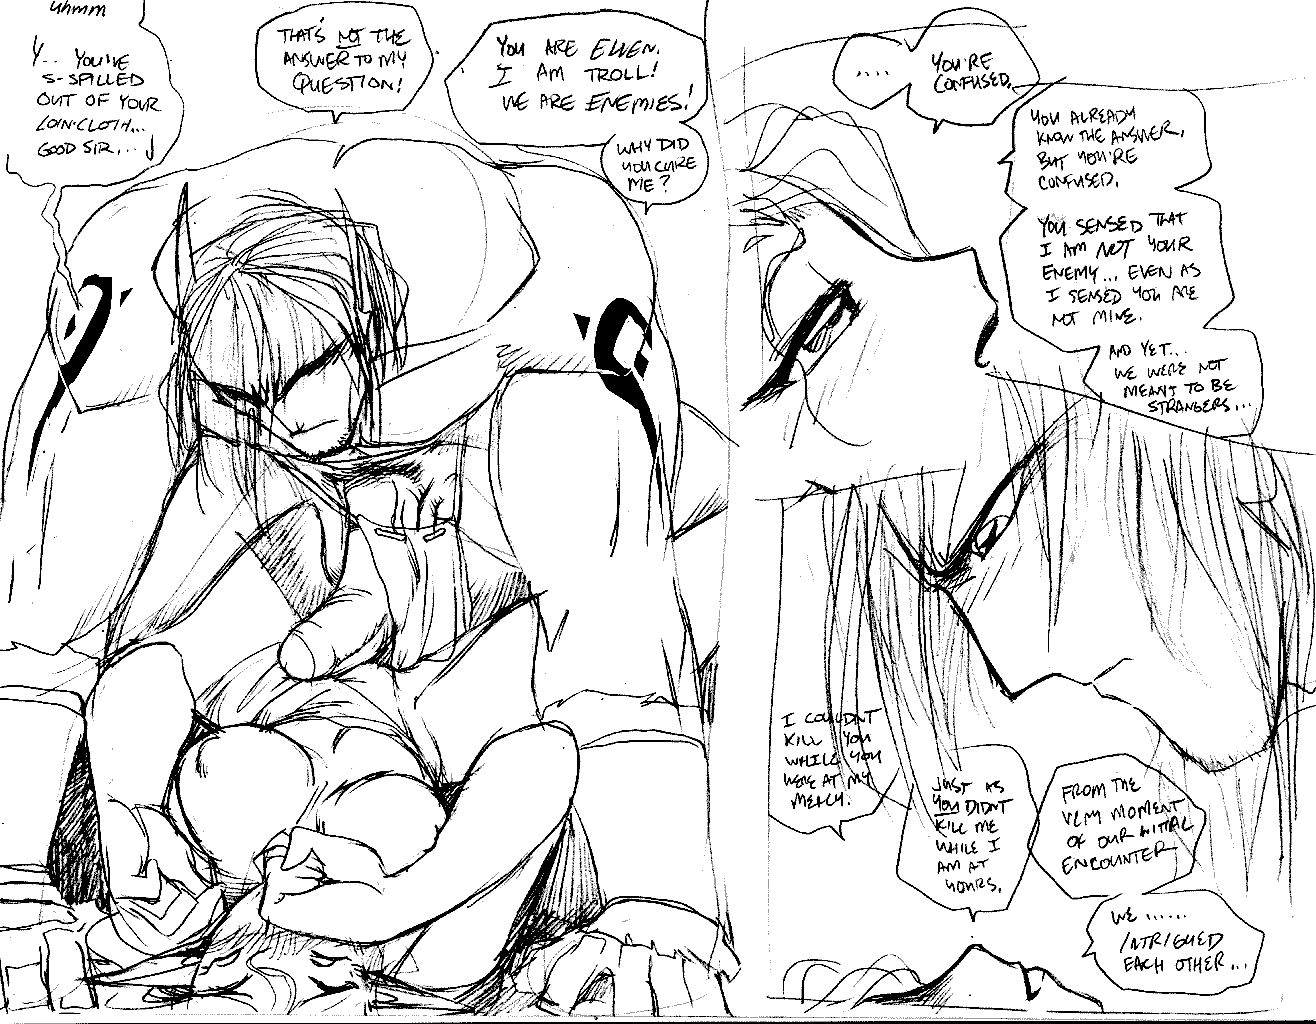 uhmm
Y.. YOU'VE
S-SPILLED
OUT OF YOUR
LOIN-CLOTH...
GOOD SIR...
THAT'S NOT THE
ANSWER TO MY
QUESTION!
YOU ARE ELVEN.
I AM TROLL!
WE ARE ENEMIES!
WHY DID
YOU CURE
ME?
....
YOU'RE
CONFUSED.
YOU ALREADY
KNOW THE ANSWER,
BUT YOU'RE
CONFUSED.
YOU SENSED THAT
I AM NOT YOUR
ENEMY... EVEN AS
I SENSED YOU ARE
NOT MINE.
AND YET...
WE WERE NOT
MEANT TO BE
STRANGERS...
I COULDN'T
KILL YOU
WHILE YOU
WERE AT MY
MERCY.
JUST AS
YOU DIDN'T
KILL ME
WHILE I
AM AT
YOURS.
FROM THE
VERY MOMENT
OF OUR INITIAL
ENCOUNTER
WE ......
INTRIGUED
EACH OTHER...